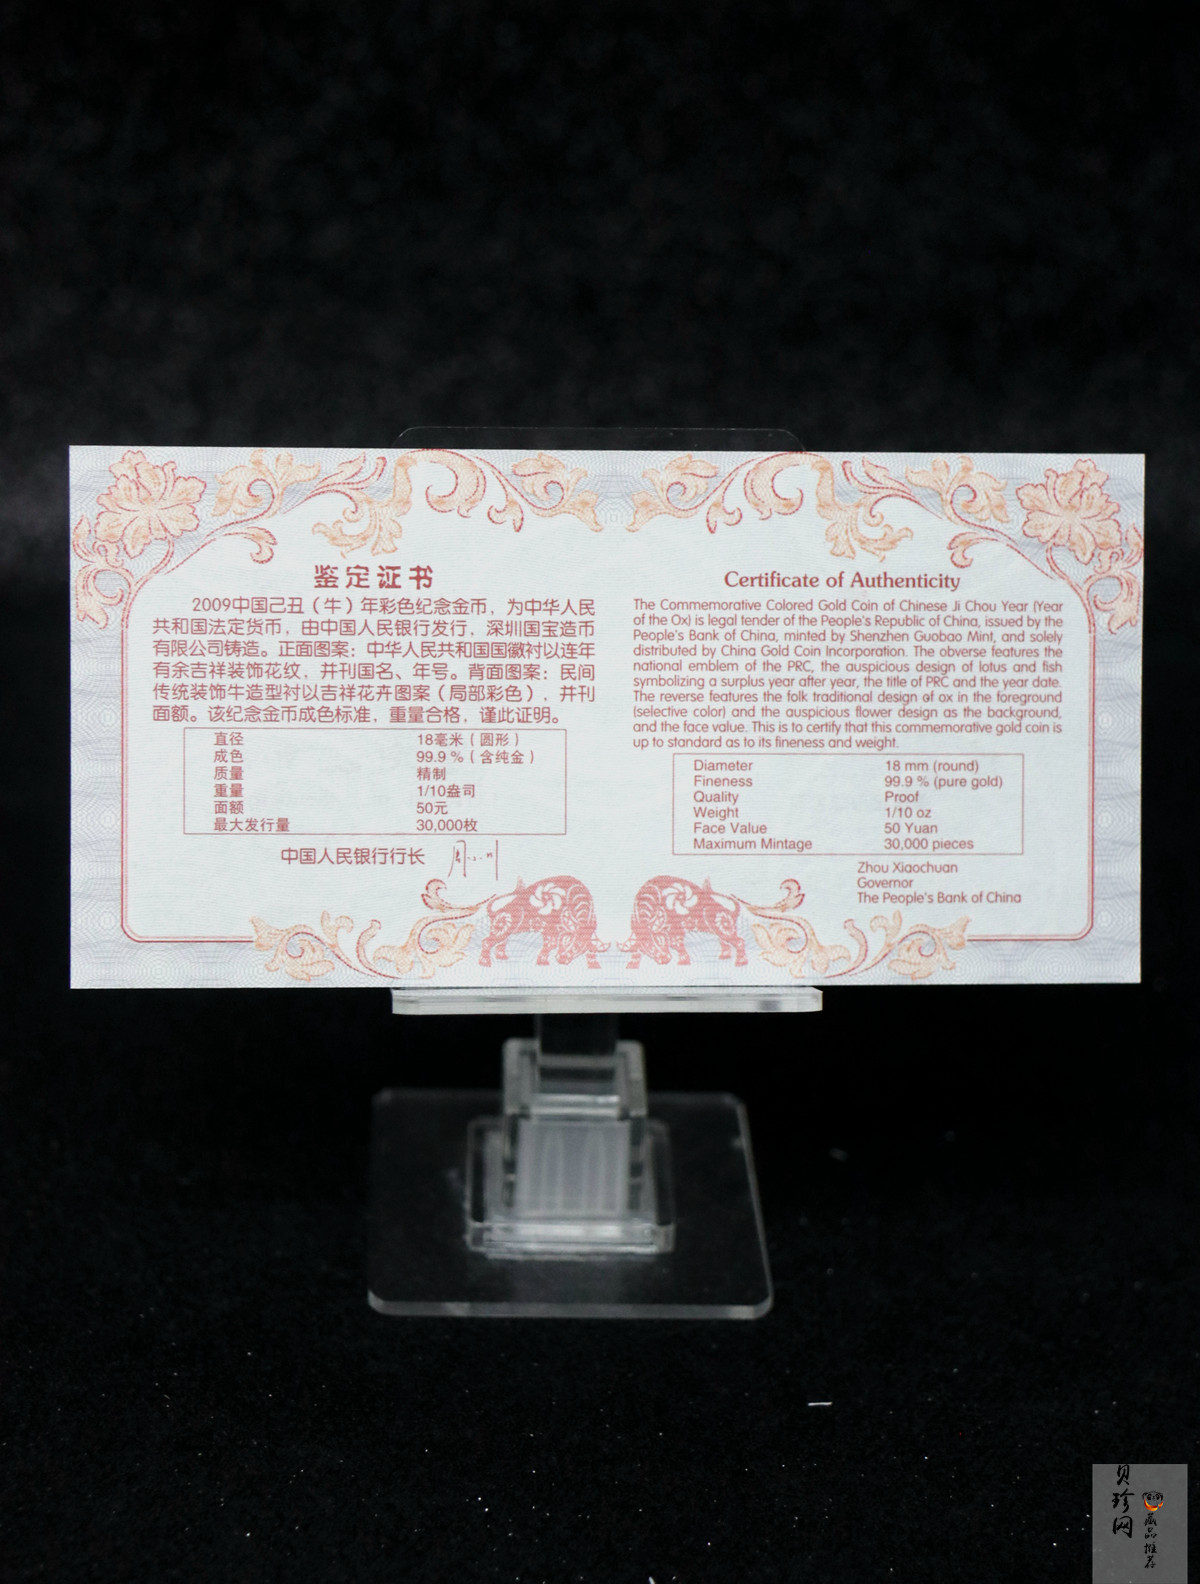 鉴定证书
2009中国己丑（牛）年彩色纪念金币，为中华人民
共和国法定货币，由中国人民银行发行，深圳国宝造币
有限公司铸造。正面图案：中华人民共和国国徽衬以连年
有余吉祥装饰花纹，并刊国名、年号。背面图案：民间
传统装饰牛造型衬以吉祥花卉图案（局部彩色），并刊
面额。该纪念金币成色标准，重量合格，谨此证明。
直径 18毫米（圆形）
成色 99.9％（含纯金）
质量 精制
重量 1/10盎司
面额 50元
最大发行量 30,000枚
中国人民银行行长
Certificate of Authenticity
The Commemorative Colored Gold Coin of Chinese Ji Chou Year (Year
of the Ox) is legal tender of the People's Republic of China, issued by the
People's Bank of China, minted by Shenzhen Guobao Mint, and solely
distributed by China Gold Coin Incorporation. The obverse features the
national emblem of the PRC, the auspicious design of lotus and fish
symbolizing a surplus year after year, the title of PRC and the year date.
The reverse features the folk traditional design of ox in the foreground
(selective color) and the auspicious flower design as the background,
and the face value. This is to certify that this commemorative gold coin is
up to standard as to its fineness and weight.
Diameter 18 mm (round)
Fineness 99.9 % (pure gold)
Quality Proof
Weight 1/10 oz
Face Value 50 Yuan
Maximum Mintage 30,000 pieces
Zhou Xiaochuan
Governor
The People's Bank of China
贝珍网
藏品推荐